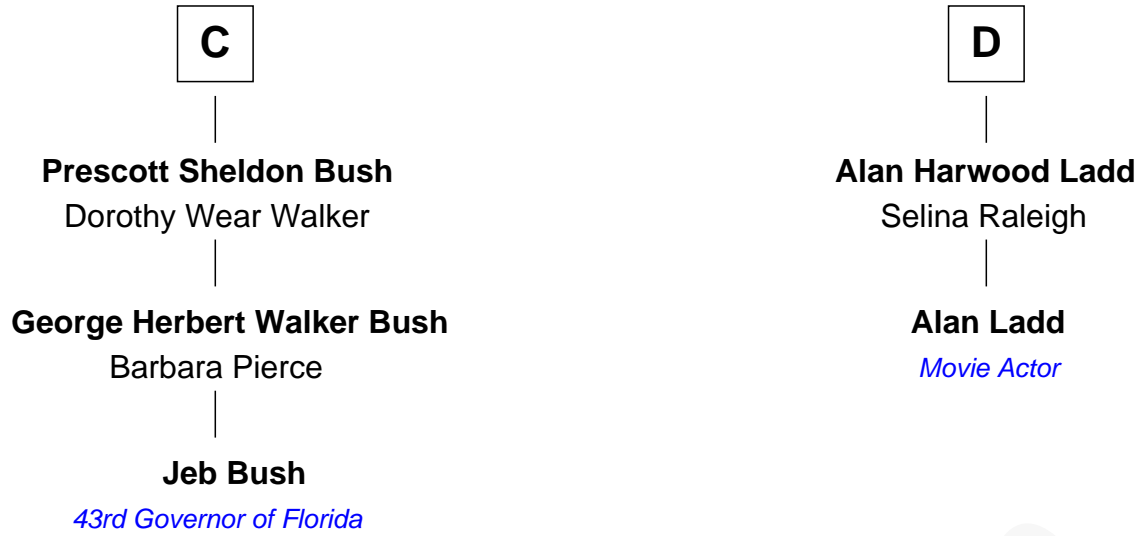 C
Prescott Sheldon Bush
Dorothy Wear Walker
George Herbert Walker Bush
Barbara Pierce
Jeb Bush
43rd Governor of Florida
D
Alan Harwood Ladd
Selina Raleigh
Alan Ladd
Movie Actor